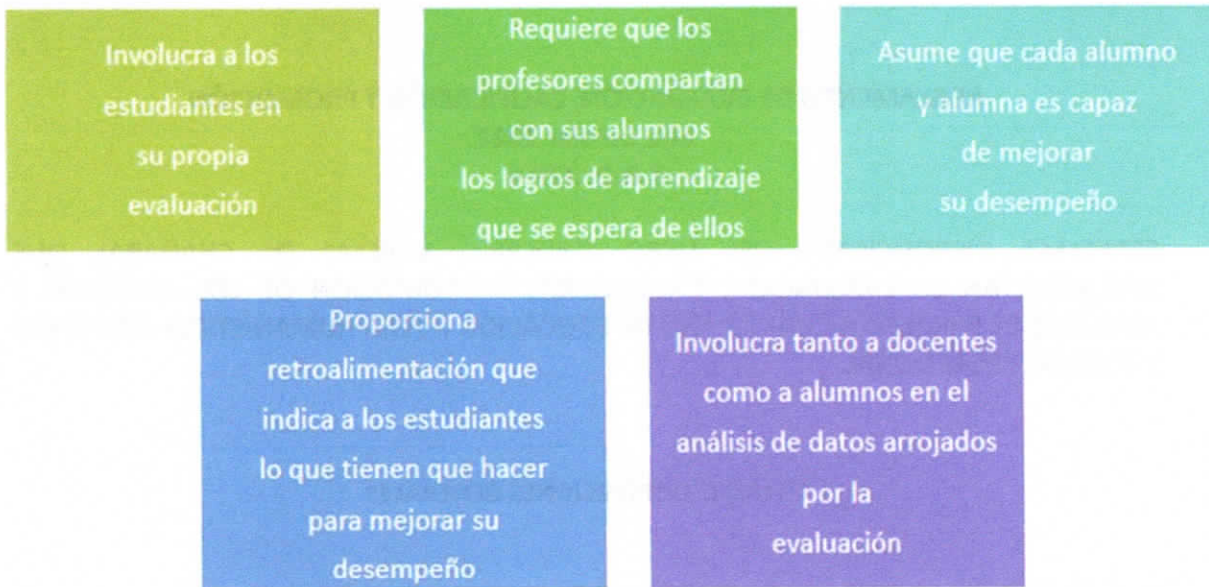 Involucra a los
estudiantes en
su propia
evaluación
Requiere que los
profesores compartan
con sus alumnos
los logros de aprendizaje
que se espera de ellos
Asume que cada alumno
y alumna es capaz
de mejorar
su desempeño
Proporciona
retroalimentación que
indica a los estudiantes
lo que tienen que hacer
para mejorar su
desempeño
Involucra tanto a docentes
como a alumnos en el
análisis de datos arrojados
por la
evaluación